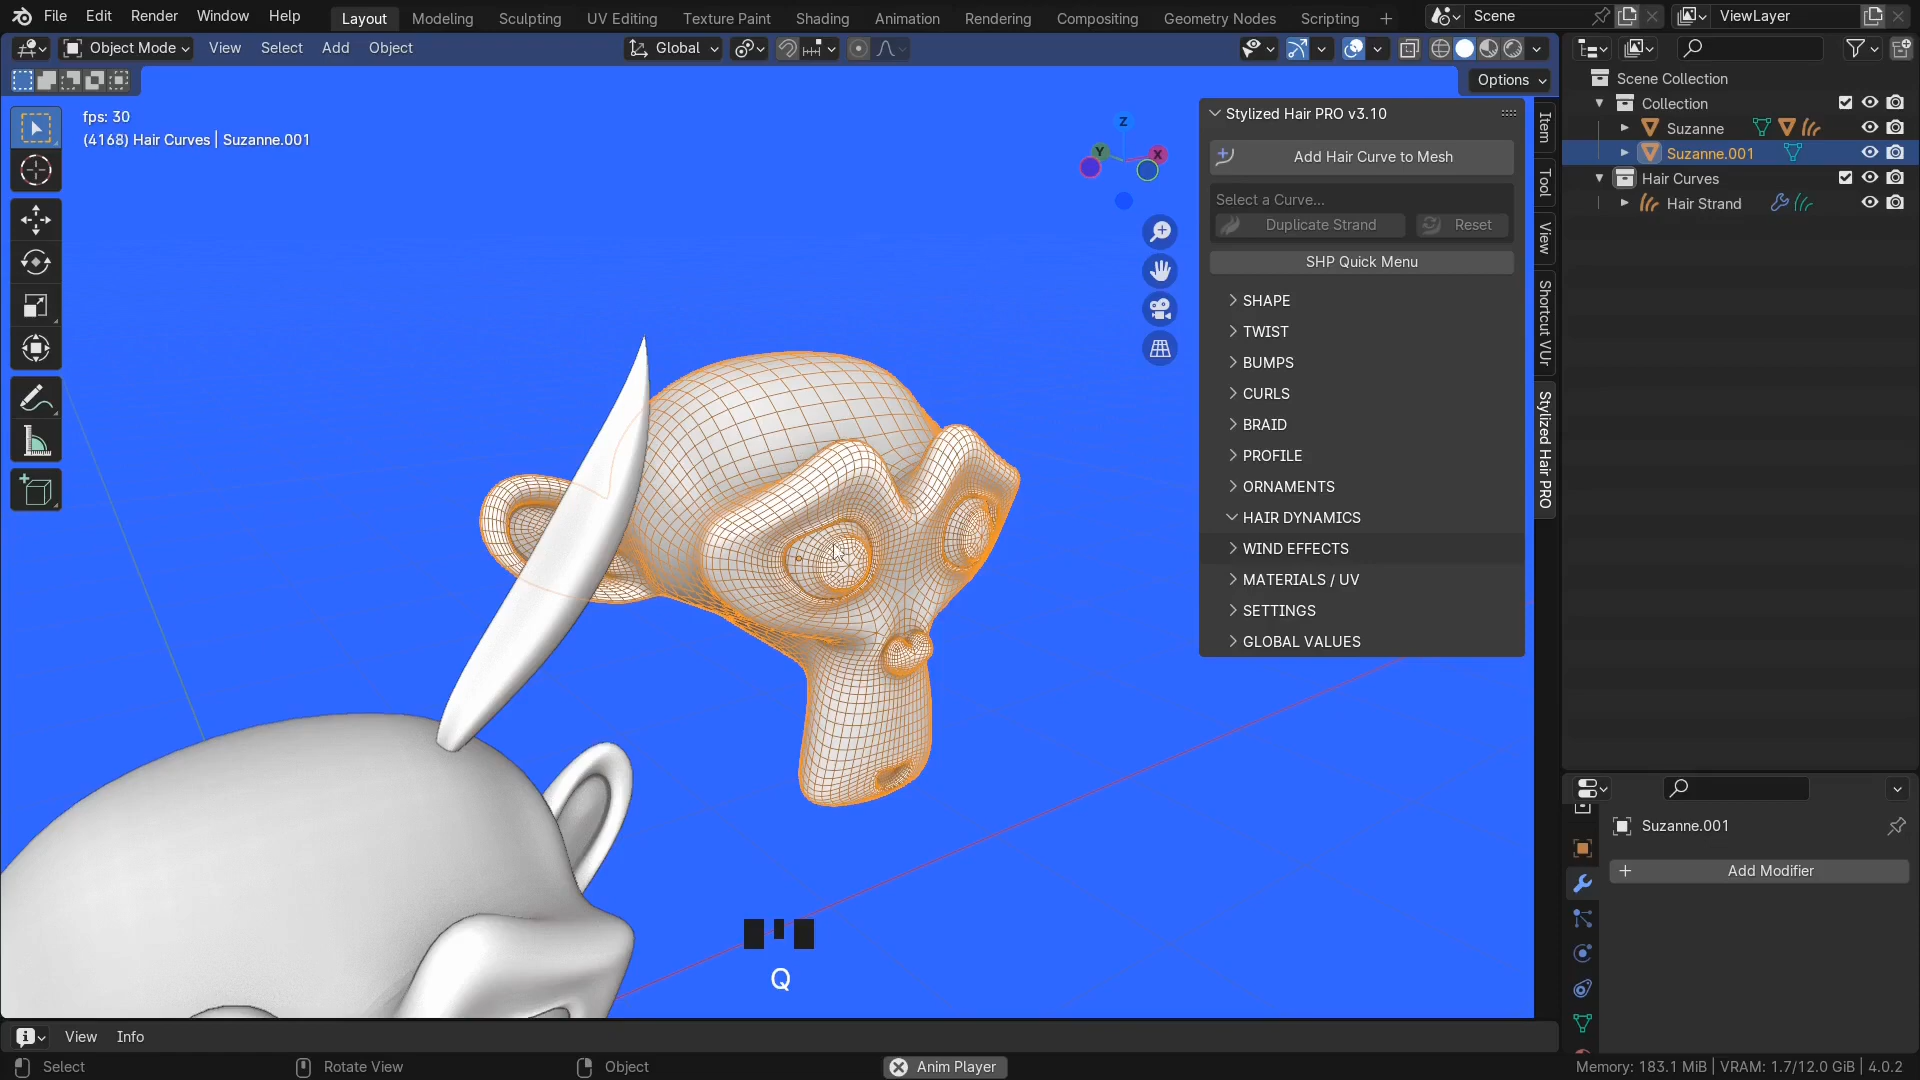 File Edit Render Window Help Layout Modeling Sculpting UV Editing Texture Paint Shading Animation Rendering Compositing Geometry Nodes Scripting Scene ViewLayer
Object Mode View Select Add Object Global
Options
fps: 30
(4168) Hair Curves | Suzanne.001
Z
Y
X
Stylized Hair PRO v3.10
Add Hair Curve to Mesh
Select a Curve...
Duplicate Strand Reset
SHP Quick Menu
SHAPE
TWIST
BUMPS
CURLS
BRAID
PROFILE
ORNAMENTS
HAIR DYNAMICS
WIND EFFECTS
MATERIALS / UV
SETTINGS
GLOBAL VALUES
Item
Tool
View
Shortcut VUr
Stylized Hair PRO
Scene Collection
Collection
Suzanne
Suzanne.001
Hair Curves
Hair Strand
Suzanne.001
Add Modifier
Q
View Info
Select Rotate View Object Anim Player Memory: 183.1 MiB | VRAM: 1.7/12.0 GiB | 4.0.2